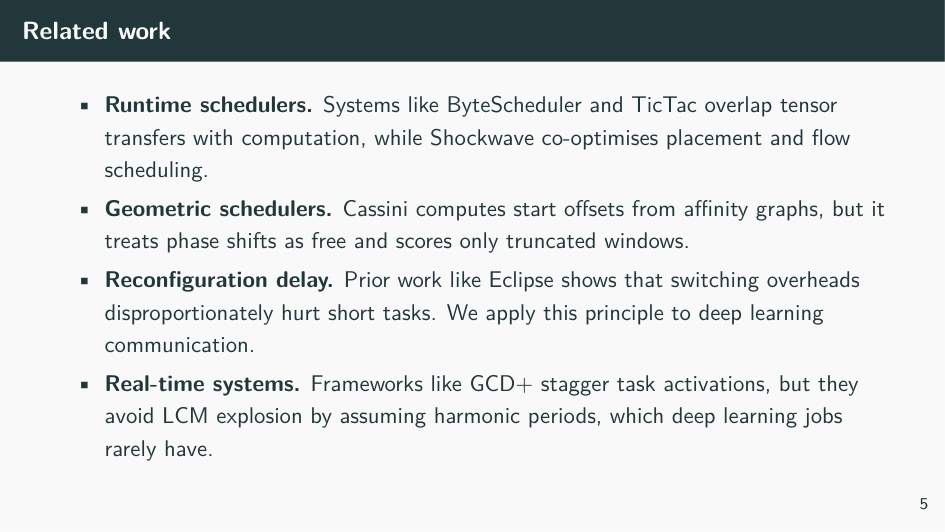 Related work
▪ Runtime schedulers. Systems like ByteScheduler and TicTac overlap tensor
transfers with computation, while Shockwave co-optimises placement and flow
scheduling.
▪ Geometric schedulers. Cassini computes start offsets from affinity graphs, but it
treats phase shifts as free and scores only truncated windows.
▪ Reconfiguration delay. Prior work like Eclipse shows that switching overheads
disproportionately hurt short tasks. We apply this principle to deep learning
communication.
▪ Real-time systems. Frameworks like GCD+ stagger task activations, but they
avoid LCM explosion by assuming harmonic periods, which deep learning jobs
rarely have.
5